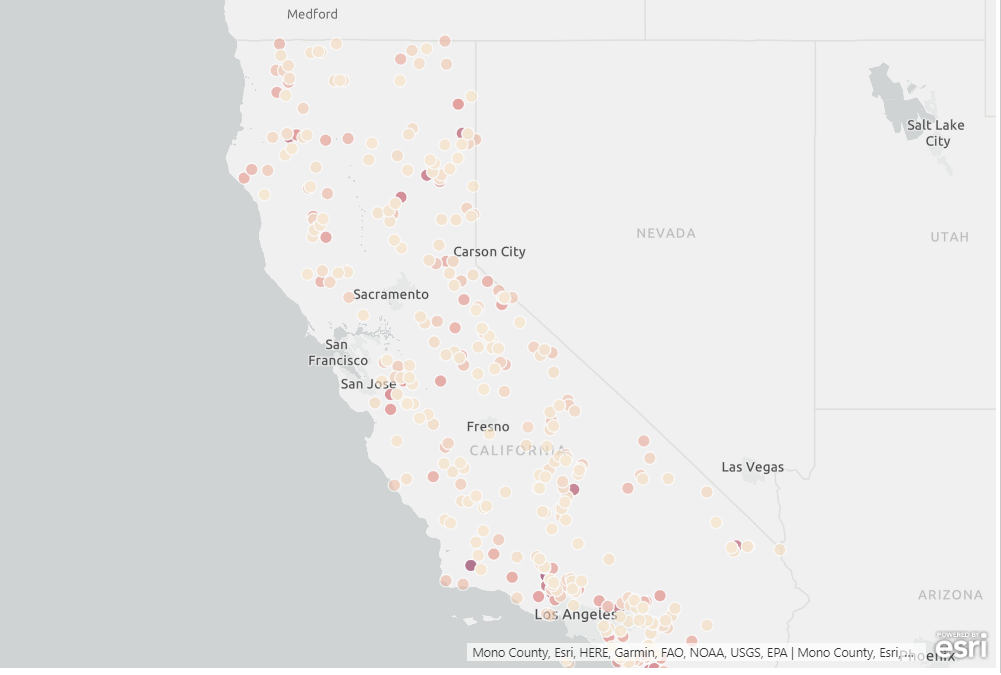 Medford
Salt Lake
City
NEVADA
UTAH
Carson City
Sacramento
San
Francisco
San Jose
Fresno
CALIFORNIA
Las Vegas
ARIZONA
Los Angeles
POWERED BY
esri
Mono County, Esri, HERE, Garmin, FAO, NOAA, USGS, EPA | Mono County, Esri, ...
Phoenix